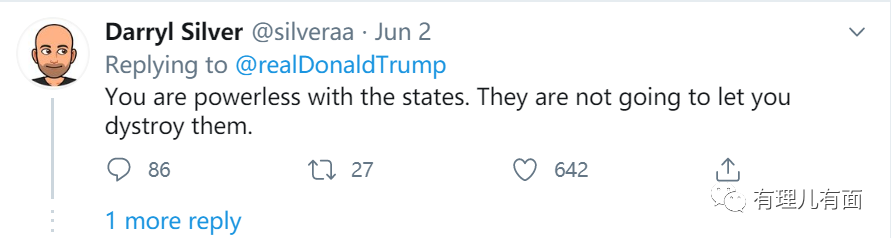 Darryl Silver @silveraa · Jun 2
Replying to @realDonaldTrump
You are powerless with the states. They are not going to let you
dystroy them.
86 27 642
有理儿有面
1 more reply